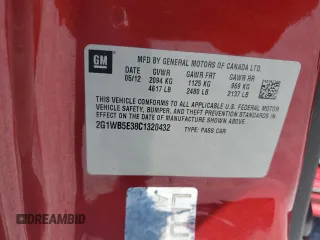 GM
MFD BY GENERAL MOTORS OF CANADA LTD.
DATE GVWR GAWR FRT GAWR RR
05/12 2094 KG 1125 KG 969 KG
4617 LB 2480 LB 2137 LB
THIS VEHICLE CONFORMS TO ALL APPLICABLE U.S. FEDERAL MOTOR
VEHICLE SAFETY, BUMPER, AND THEFT PREVENTION STANDARDS
IN EFFECT ON THE DATE OF MANUFACTURE SHOWN ABOVE.
2G1WB5E38C1320432 TYPE: PASS CAR
DREAMBID